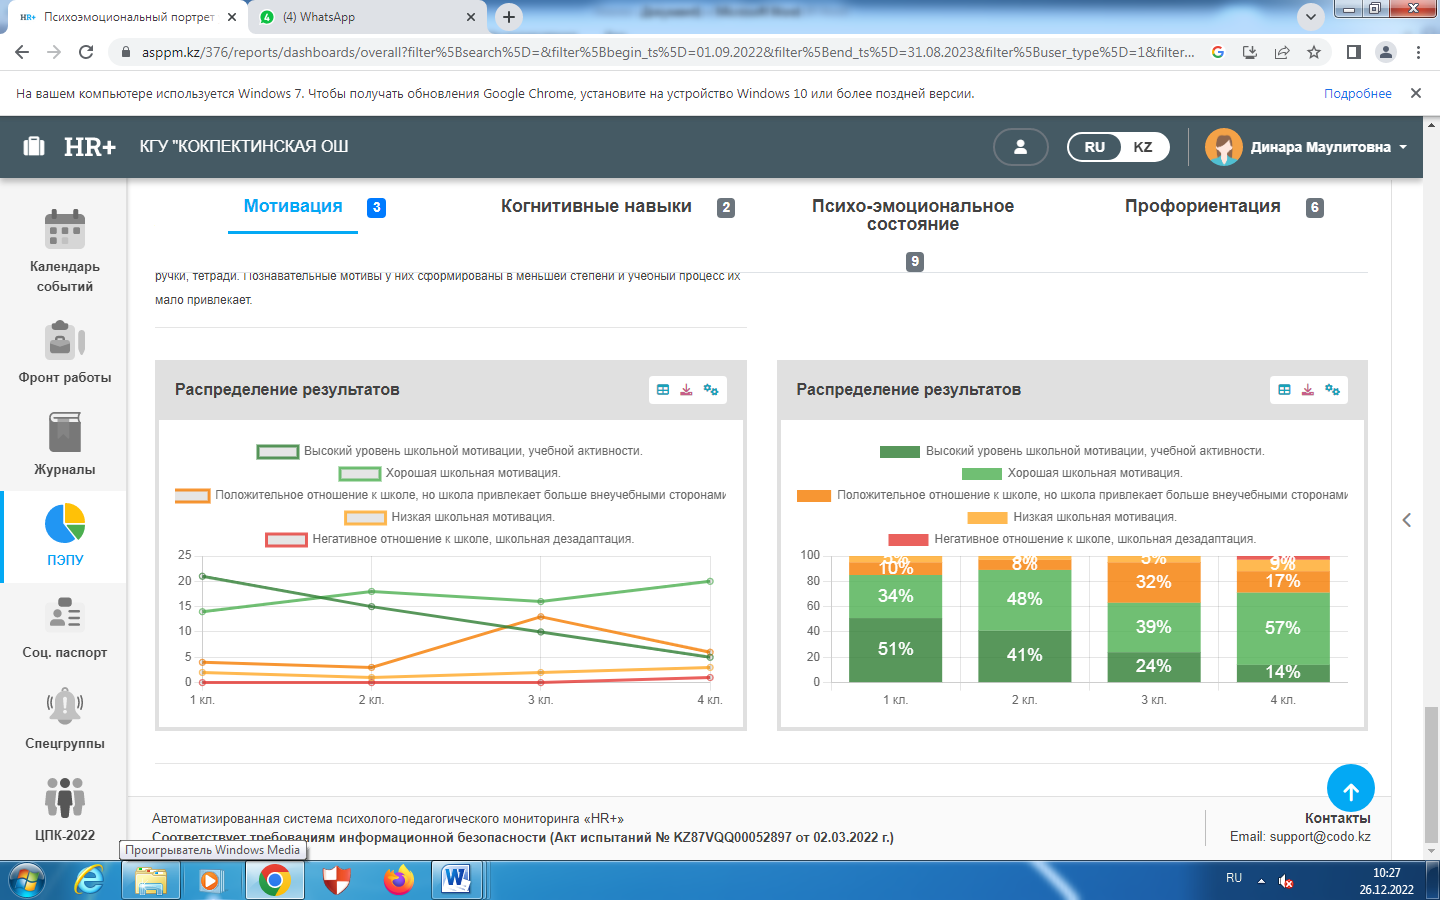 Психоэмоциональный портрет
(4) WhatsApp
asppm.kz/376/reports/dashboards/overall?filter%5Bsearch%5D=&filter%5Bbegin_ts%5D=01.09.2022&filter%5Bend_ts%5D=31.08.2023&filter%5Buser_type%5D=1&filter...
На вашем компьютере используется Windows 7. Чтобы получать обновления Google Chrome, установите на устройство Windows 10 или более поздней версии.
Подробнее
HR+ КГУ "КОКПЕКТИНСКАЯ ОШ
RU KZ
Динара Маулитовна
Календарь
событий
Фронт работы
Журналы
ПЭПУ
Соц. паспорт
Спецгруппы
ЦПК-2022
Мотивация 3
Когнитивные навыки 2
Психо-эмоциональное
состояние
9
Профориентация 6
ручки, тетради. Познавательные мотивы у них сформированы в меньшей степени и учебный процесс их
мало привлекает.
Распределение результатов
Высокий уровень школьной мотивации, учебной активности.
Хорошая школьная мотивация.
Положительное отношение к школе, но школа привлекает больше внеучебными сторонами
Низкая школьная мотивация.
Негативное отношение к школе, школьная дезадаптация.
25
20
15
10
5
0
1 кл. 2 кл. 3 кл. 4 кл.
Распределение результатов
Высокий уровень школьной мотивации, учебной активности.
Хорошая школьная мотивация.
Положительное отношение к школе, но школа привлекает больше внеучебными сторонами
Низкая школьная мотивация.
Негативное отношение к школе, школьная дезадаптация.
100
80
60
40
20
0
5% 5% 9%
10% 8% 32% 17%
34% 48% 39% 57%
51% 41% 24% 14%
1 кл. 2 кл. 3 кл. 4 кл.
Автоматизированная система психолого-педагогического мониторинга «HR+»
Соответствует требованиям информационной безопасности (Акт испытаний № KZ87VQQ00052897 от 02.03.2022 г.)
Контакты
Email: support@codo.kz
Проигрыватель Windows Media
RU
10:27
26.12.2022